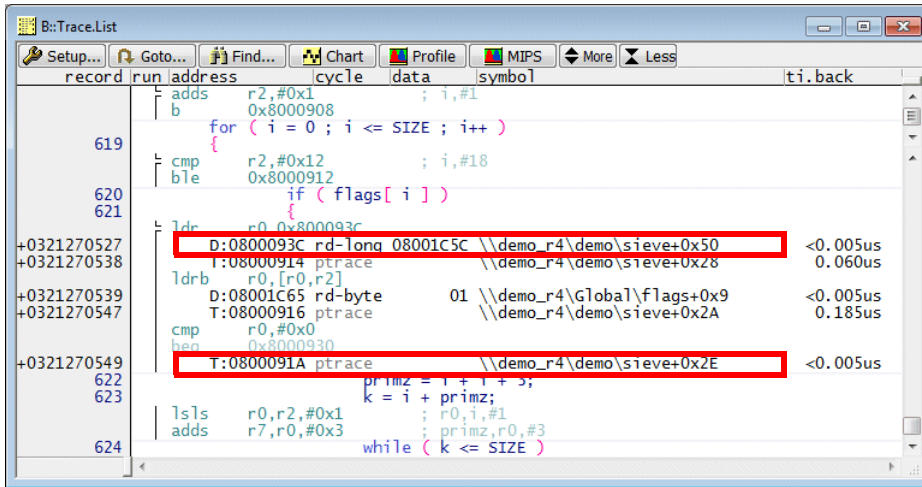 B::Trace.List
Setup... Goto... Find... Chart Profile MIPS More Less
record run address cycle data symbol ti.back
adds r2,#0x1 ; i,#1
b 0x8000908
for ( i = 0 ; i <= SIZE ; i++ )
619 {
cmp r2,#0x12 ; i,#18
ble 0x8000912
620 if ( flags[ i ] )
621 {
ldr r0,0x800093C
+0321270527 D:0800093C rd-long 08001C5C \\demo_r4\demo\sieve+0x50 <0.005us
+0321270538 T:08000914 ptrace \\demo_r4\demo\sieve+0x28 0.060us
ldrb r0,[r0,r2]
+0321270539 D:08001C65 rd-byte 01 \\demo_r4\Global\flags+0x9 <0.005us
+0321270547 T:08000916 ptrace \\demo_r4\demo\sieve+0x2A 0.185us
cmp r0,#0x0
beq 0x8000930
+0321270549 T:0800091A ptrace \\demo_r4\demo\sieve+0x2E <0.005us
622 primz = i + i + 3;
623 k = i + primz;
lsls r0,r2,#0x1 ; r0,i,#1
adds r7,r0,#0x3 ; primz,r0,#3
624 while ( k <= SIZE )